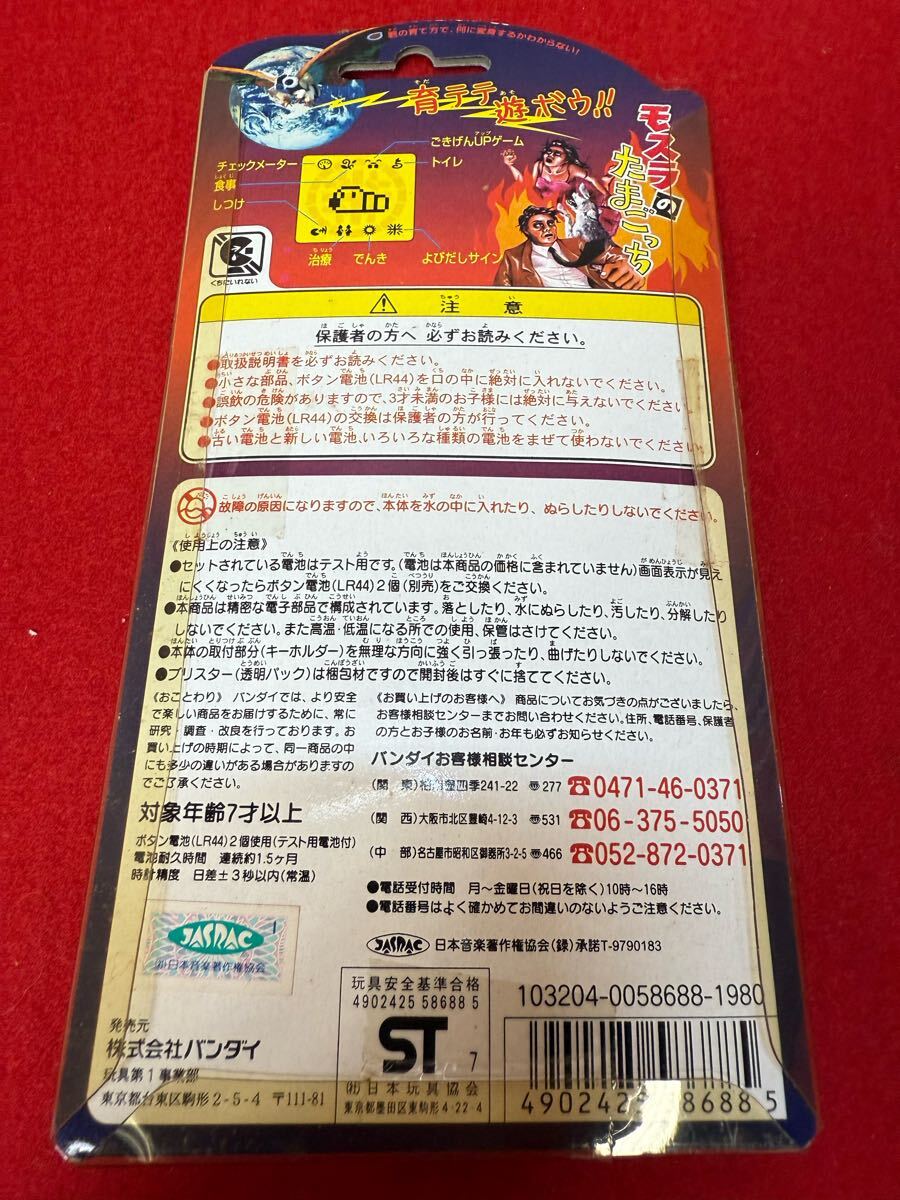 親の育て方で、何に変身するかわからない!
育テテ遊ボウ!!
モスラの
たまごっち
ごきげんUPゲーム
チェックメーター
トイレ
食事
しつけ
治療
でんき
よびだしサイン
くちにいれない
注意
保護者の方へ 必ずお読みください。
●取扱説明書を必ずお読みください。
●小さな部品、ボタン電池(LR44)を口の中に絶対に入れないでください。
●誤飲の危険がありますので、3才未満のお子様には絶対に与えないでください
●ボタン電池(LR44)の交換は保護者の方が行ってください。
●古い電池と新しい電池、いろいろな種類の電池をまぜて使わないでください
故障の原因になりますので、本体を水の中に入れたり、ぬらしたりしないでください。
《使用上の注意》
●セットされている電池はテスト用です。(電池は本商品の価格に含まれていません)画面表示が見え
にくくなったらボタン電池(LR44)2個(別売)をご交換ください。
●本商品は精密な電子部品で構成されています。落としたり、水にぬらしたり、汚したり、分解したり
しないでください。また高温・低温になる所での使用、保管はさけてください。
●本体の取付部分(キーホルダー)を無理な方向に強く引っ張ったり、曲げたりしないでください。
●ブリスター(透明パック)は梱包材ですので開封後はすぐに捨ててください。
《おことわり》 バンダイでは、より安全
で楽しい商品をお届けするために、常に
研究・調査・改良を行っております。お
買い上げの時期によって、同一商品の中
にも多少の違いがある場合がありますの
でご了承ください。
《お買い上げのお客様へ》 商品についてお気づきの点がございましたら、
お客様相談センターまでお問い合わせください。住所、電話番号、保護者
の方とお子様のお名前・お年も必ずお知らせください。
バンダイお客様相談センター
(関 東)柏市豊四季241-22 〠277 ☎0471-46-0371
(関 西)大阪市北区豊崎4-12-3 〠531 ☎06-375-5050
(中 部)名古屋市昭和区御器所3-2-5 〠466 ☎052-872-0371
●電話受付時間 月~金曜日(祝日を除く)10時~16時
●電話番号はよく確かめてお間違いのないようご注意ください。
対象年齢7才以上
ボタン電池(LR44)2個使用(テスト用電池付)
電池耐久時間 連続約1.5ヶ月
時計精度 日差±3秒以内(常温)
JASRAC
1
㈳日本音楽著作権協会
JASRAC 日本音楽著作権協会(録)承諾T-9790183
発売元
株式会社バンダイ
玩具第1事業部
東京都台東区駒形2-5-4 〒111-81
玩具安全基準合格
4902425 58688 5
ST 7
㈳日本玩具協会
東京都墨田区東駒形4-22-4
103204-0058688-1980